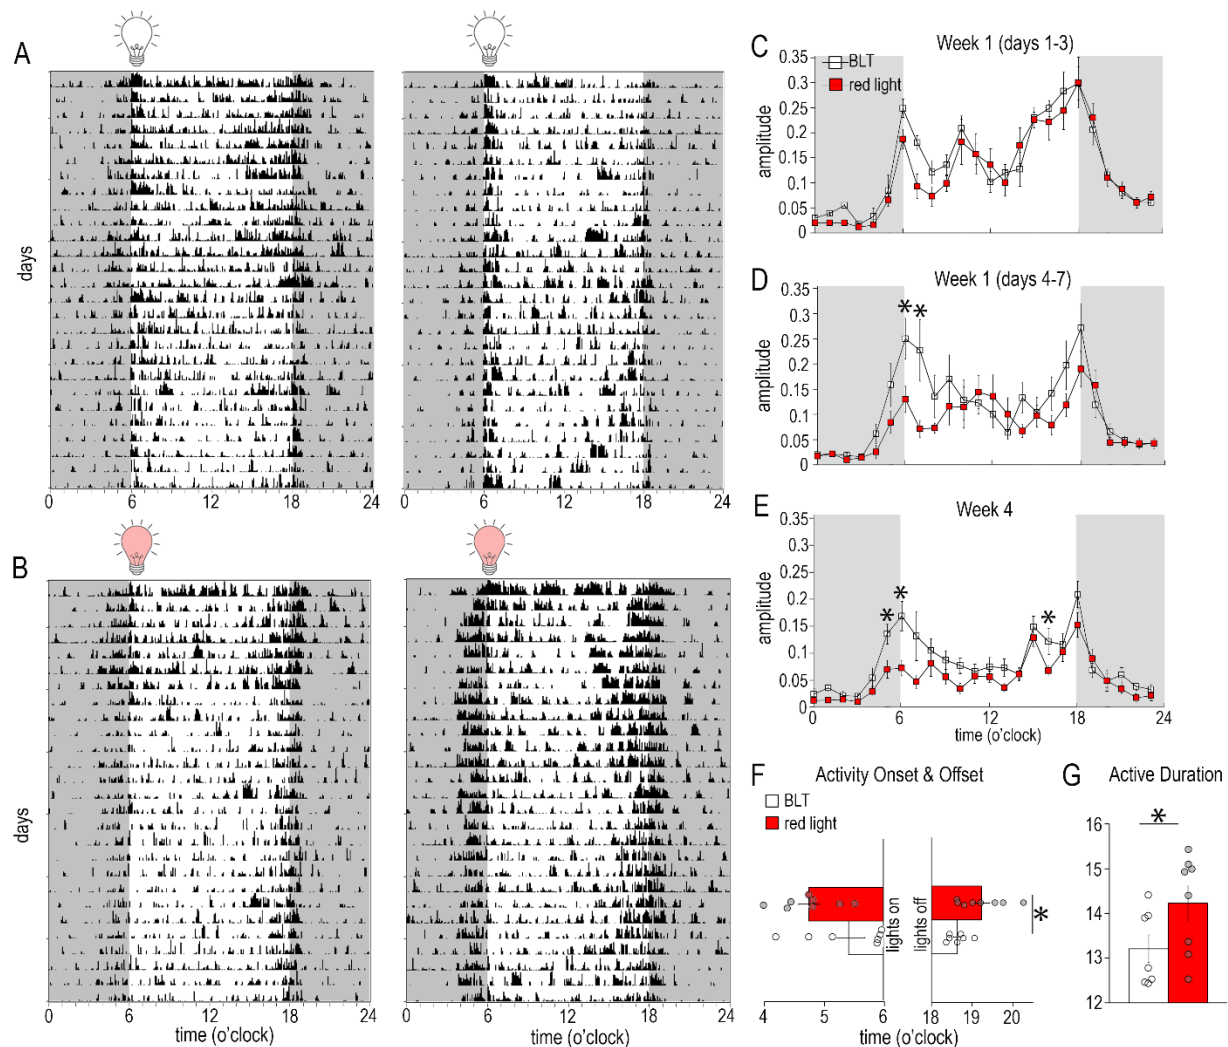 A
days
0 6 12 18 24
0 6 12 18 24
B
days
0 6 12 18 24
time (o'clock)
0 6 12 18 24
time (o'clock)
C
Week 1 (days 1-3)
BLT
red light
amplitude
0.35
0.3
0.25
0.2
0.15
0.1
0.05
0
D
Week 1 (days 4-7)
* *
amplitude
0.35
0.3
0.25
0.2
0.15
0.1
0.05
0
E
Week 4
* * *
amplitude
0.35
0.3
0.25
0.2
0.15
0.1
0.05
0
0 6 12 18 24
time (o'clock)
F
Activity Onset & Offset
BLT
red light
lights on
lights off
*
4 5 6 18 19 20
time (o'clock)
G
Active Duration
*
16
15
14
13
12